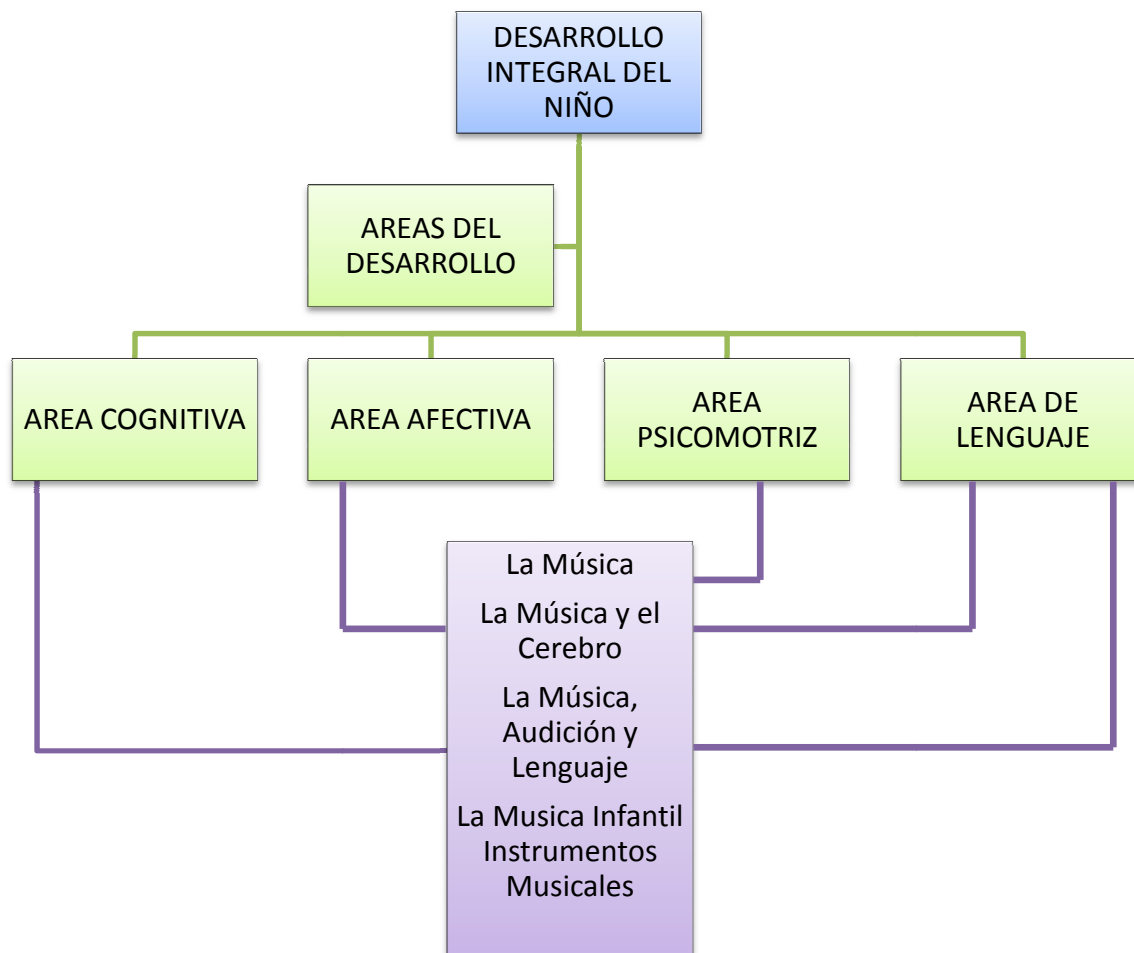 DESARROLLO
INTEGRAL DEL
NIÑO
AREAS DEL
DESARROLLO
AREA COGNITIVA
AREA AFECTIVA
AREA
PSICOMOTRIZ
AREA DE
LENGUAJE
La Música
La Música y el
Cerebro
La Música,
Audición y
Lenguaje
La Musica Infantil
Instrumentos
Musicales